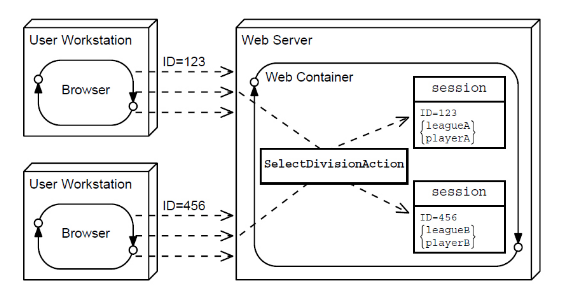 User Workstation
Browser
ID=123
User Workstation
Browser
ID=456
Web Server
Web Container
SelectDivisionAction
session
ID=123
{leagueA}
{playerA}
session
ID=456
{leagueB}
{playerB}